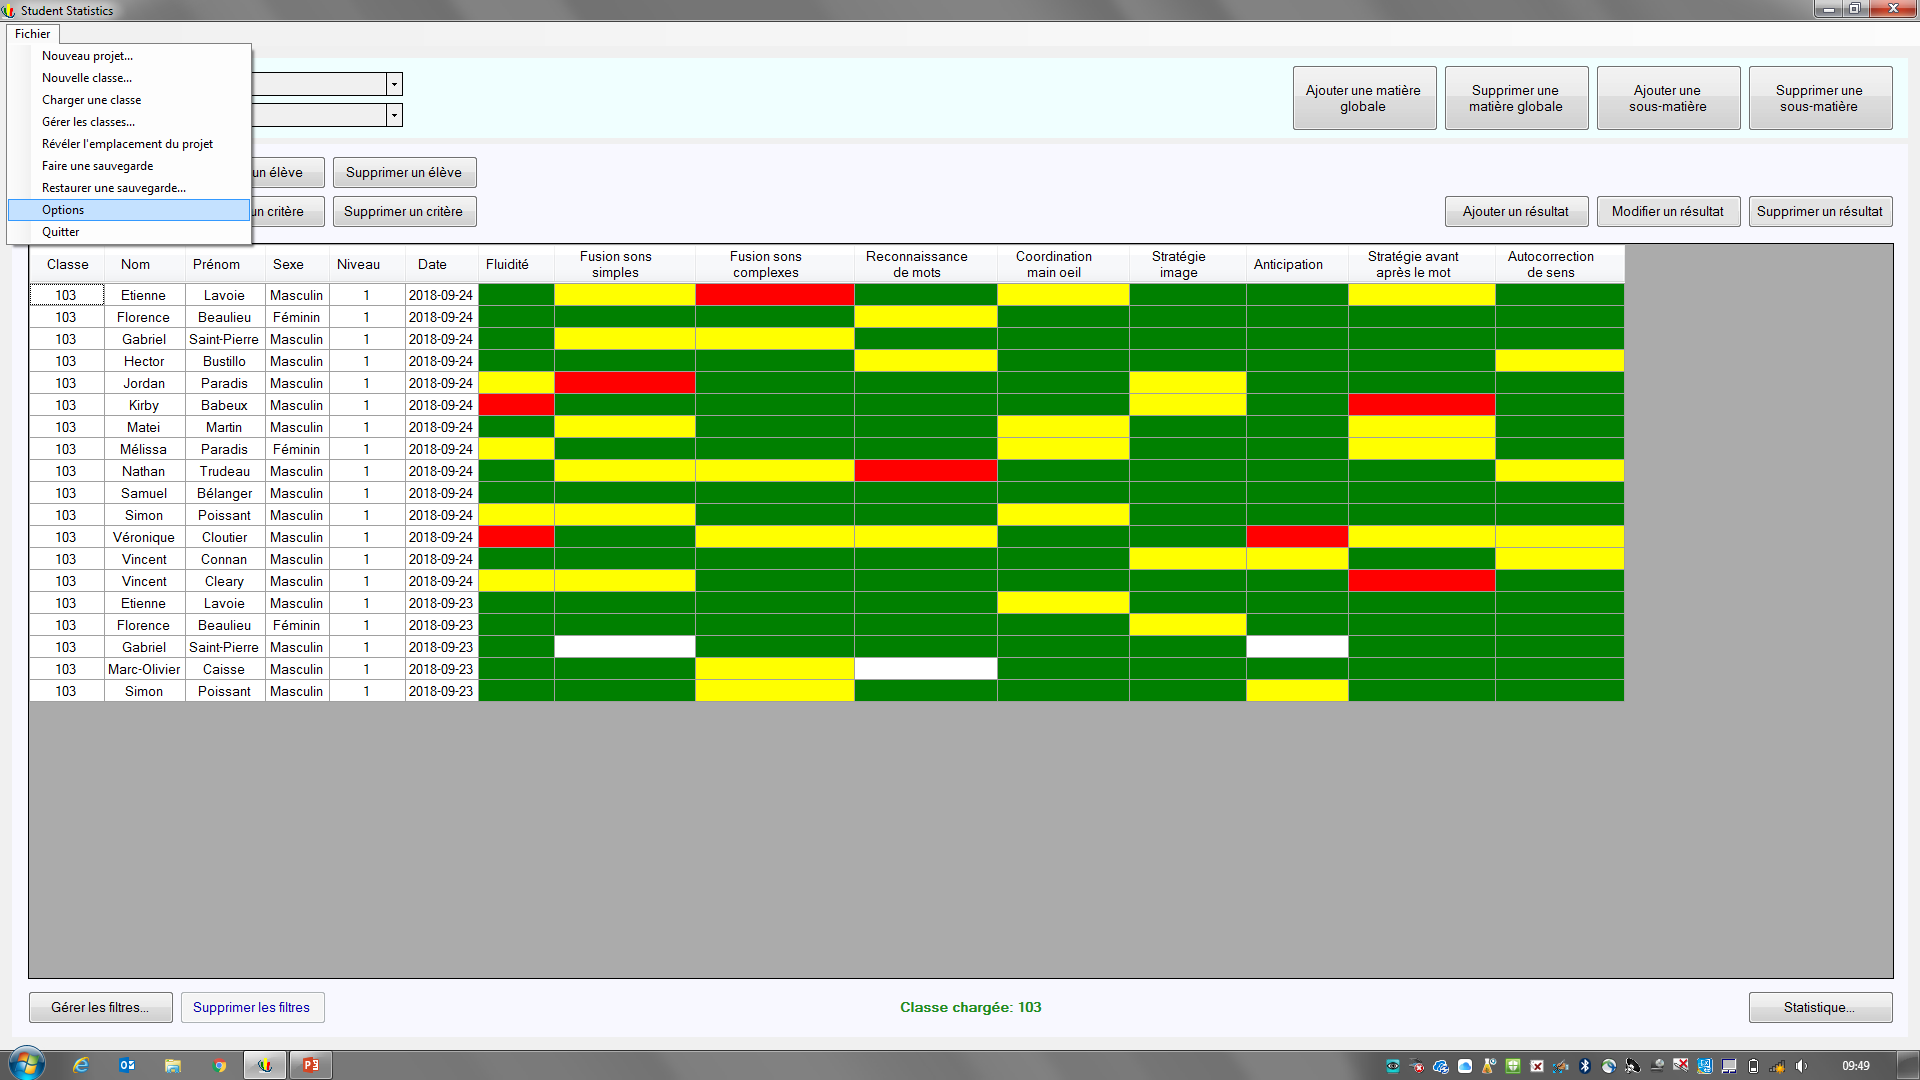 Student Statistics
Fichier
Nouveau projet...
Nouvelle classe...
Charger une classe
Gérer les classes...
Révéler l'emplacement du projet
Faire une sauvegarde
Restaurer une sauvegarde...
Options
Quitter
Ajouter une matière
globale
Supprimer une
matière globale
Ajouter une
sous-matière
Supprimer une
sous-matière
un élève
Supprimer un élève
un critère
Supprimer un critère
Ajouter un résultat
Modifier un résultat
Supprimer un résultat
Classe Nom Prénom Sexe Niveau Date Fluidité Fusion sons simples Fusion sons complexes Reconnaissance de mots Coordination main oeil Stratégie image Anticipation Stratégie avant après le mot Autocorrection de sens
103 Etienne Lavoie Masculin 1 2018-09-24
103 Florence Beaulieu Féminin 1 2018-09-24
103 Gabriel Saint-Pierre Masculin 1 2018-09-24
103 Hector Bustillo Masculin 1 2018-09-24
103 Jordan Paradis Masculin 1 2018-09-24
103 Kirby Babeux Masculin 1 2018-09-24
103 Matei Martin Masculin 1 2018-09-24
103 Mélissa Paradis Féminin 1 2018-09-24
103 Nathan Trudeau Masculin 1 2018-09-24
103 Samuel Bélanger Masculin 1 2018-09-24
103 Simon Poissant Masculin 1 2018-09-24
103 Véronique Cloutier Masculin 1 2018-09-24
103 Vincent Connan Masculin 1 2018-09-24
103 Vincent Cleary Masculin 1 2018-09-24
103 Etienne Lavoie Masculin 1 2018-09-23
103 Florence Beaulieu Féminin 1 2018-09-23
103 Gabriel Saint-Pierre Masculin 1 2018-09-23
103 Marc-Olivier Caisse Masculin 1 2018-09-23
103 Simon Poissant Masculin 1 2018-09-23
Gérer les filtres...
Supprimer les filtres
Classe chargée: 103
Statistique...
09:49